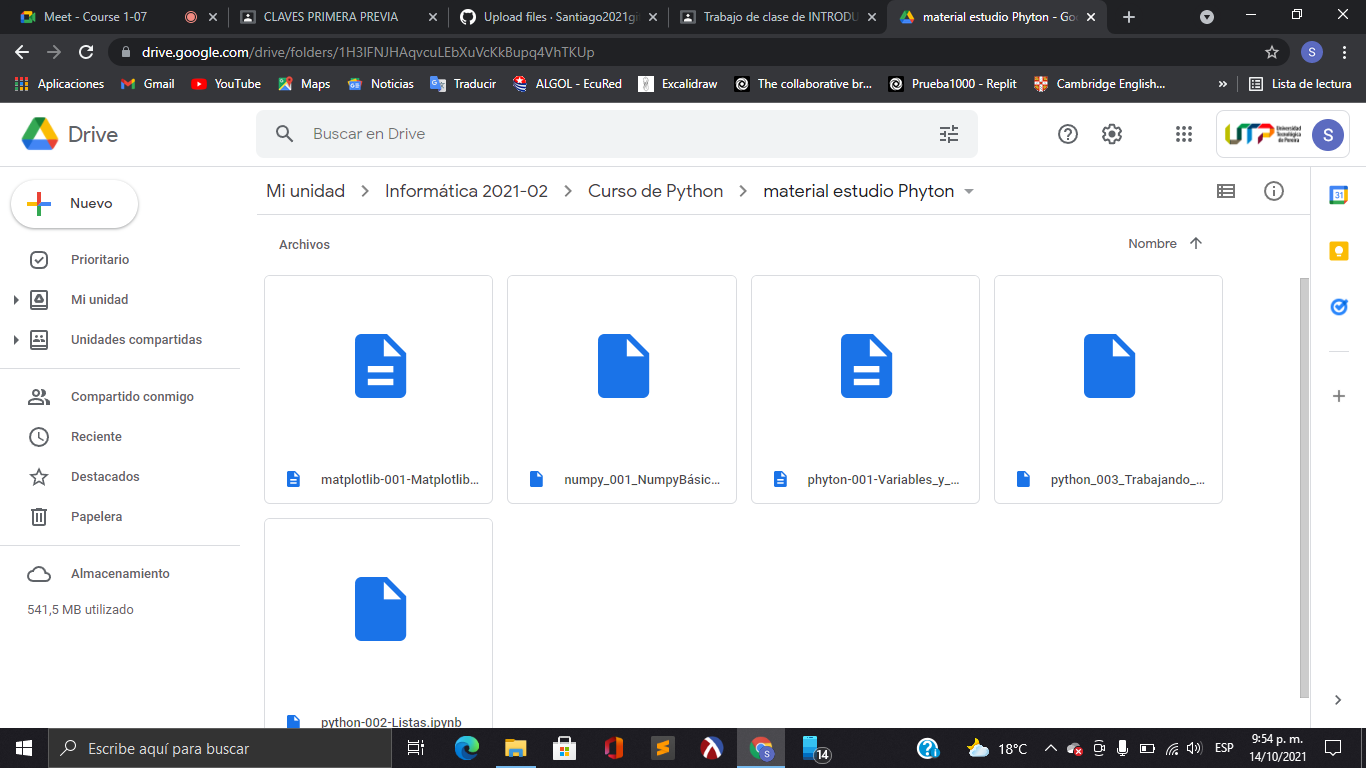 Meet - Course 1-07
CLAVES PRIMERA PREVIA
Upload files · Santiago2021gi
Trabajo de clase de INTRODU
material estudio Phyton - Go
drive.google.com/drive/folders/1H3IFNJHAqvcuLEbXuVcKkBupq4VhTKUp
S
Aplicaciones
Gmail
YouTube
Maps
Noticias
Traducir
ALGOL - EcuRed
Excalidraw
The collaborative br...
Prueba1000 - Replit
Cambridge English...
»
Lista de lectura
Drive
Buscar en Drive
UTP
Universidad Tecnológica de Pereira
S
Nuevo
Mi unidad > Informática 2021-02 > Curso de Python > material estudio Phyton
31
Archivos
Nombre
Prioritario
Mi unidad
Unidades compartidas
Compartido conmigo
Reciente
Destacados
Papelera
Almacenamiento
541,5 MB utilizado
matplotlib-001-Matplotlib...
numpy_001_NumpyBásic...
phyton-001-Variables_y_...
python_003_Trabajando_...
python-002-Listas.ipynb
Escribe aquí para buscar
S
14
18°C
ESP
9:54 p. m.
14/10/2021